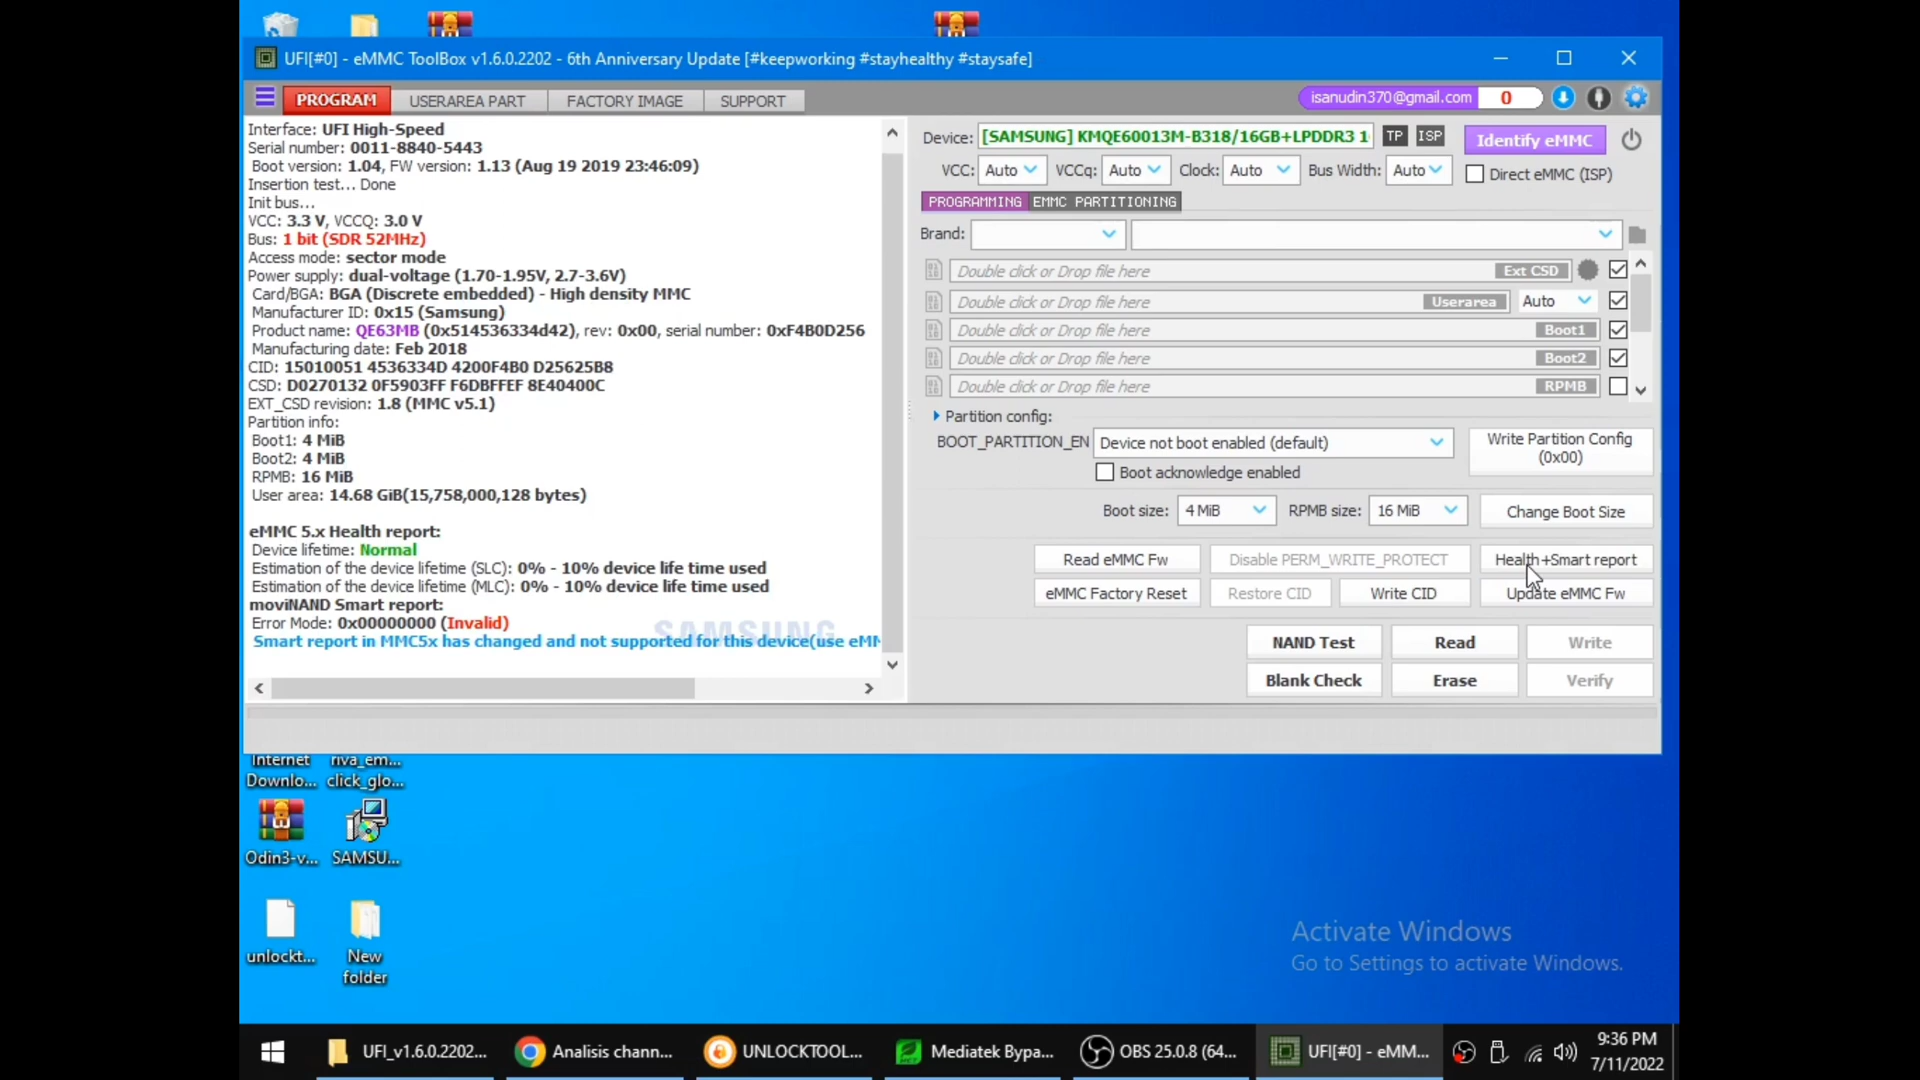 UFI[#0] - eMMC ToolBox v1.6.0.2202 - 6th Anniversary Update [#keepworking #stayhealthy #staysafe]
PROGRAM USERAREA PART FACTORY IMAGE SUPPORT isanudin370@gmail.com 0
Interface: UFI High-Speed
Serial number: 0011-8840-5443
Boot version: 1.04, FW version: 1.13 (Aug 19 2019 23:46:09)
Insertion test... Done
Init bus...
VCC: 3.3 V, VCCQ: 3.0 V
Bus: 1 bit (SDR 52MHz)
Access mode: sector mode
Power supply: dual-voltage (1.70-1.95V, 2.7-3.6V)
Card/BGA: BGA (Discrete embedded) - High density MMC
Manufacturer ID: 0x15 (Samsung)
Product name: QE63MB (0x514536334d42), rev: 0x00, serial number: 0xF4B0D256
Manufacturing date: Feb 2018
CID: 15010051 4536334D 4200F4B0 D25625B8
CSD: D0270132 0F5903FF F6DBFFEF 8E40400C
EXT_CSD revision: 1.8 (MMC v5.1)
Partition info:
Boot1: 4 MiB
Boot2: 4 MiB
RPMB: 16 MiB
User area: 14.68 GiB(15,758,000,128 bytes)
eMMC 5.x Health report:
Device lifetime: Normal
Estimation of the device lifetime (SLC): 0% - 10% device life time used
Estimation of the device lifetime (MLC): 0% - 10% device life time used
moviNAND Smart report:
Error Mode: 0x00000000 (Invalid)
SAMSUNG
Smart report in MMC5x has changed and not supported for this device(use eM
Device: [SAMSUNG] KMQE60013M-B318/16GB+LPDDR3 1 TP ISP Identify eMMC
VCC: Auto VCCq: Auto Clock: Auto Bus Width: Auto Direct eMMC (ISP)
PROGRAMMING EMMC PARTITIONING
Brand:
Double click or Drop file here Ext CSD
Double click or Drop file here Userarea Auto
Double click or Drop file here Boot1
Double click or Drop file here Boot2
Double click or Drop file here RPMB
Partition config:
BOOT_PARTITION_EN Device not boot enabled (default) Write Partition Config
(0x00)
Boot acknowledge enabled
Boot size: 4 MiB RPMB size: 16 MiB Change Boot Size
Read eMMC Fw Disable PERM_WRITE_PROTECT Health+Smart report
eMMC Factory Reset Restore CID Write CID Update eMMC Fw
NAND Test Read Write
Blank Check Erase Verify
Internet riva_em...
Downlo... click_glo...
Odin3-v... SAMSU...
unlockt... New
folder
Activate Windows
Go to Settings to activate Windows.
UFI_v1.6.0.2202... Analisis chann... UNLOCKTOOL... Mediatek Bypa... OBS 25.0.8 (64... UFI[#0] - eMM... 9:36 PM
7/11/2022